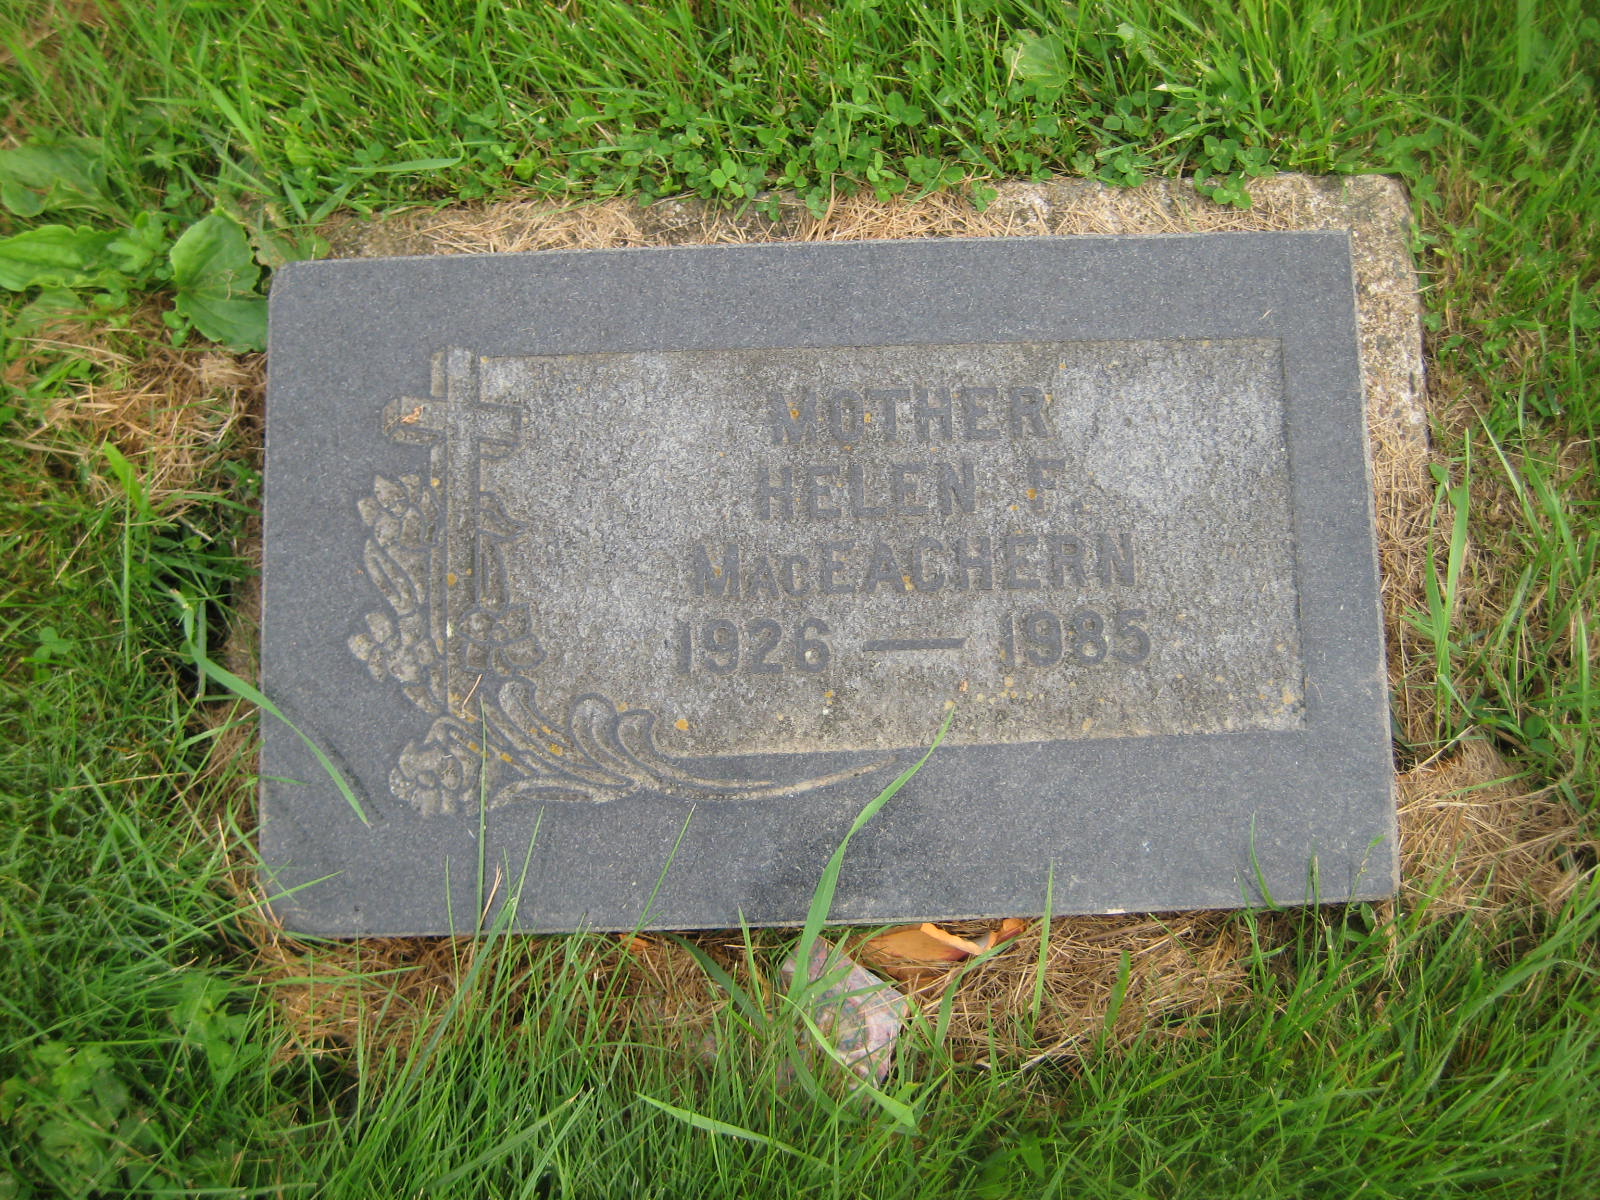 MOTHER
HELEN F.
MacEACHERN
1926 — 1985